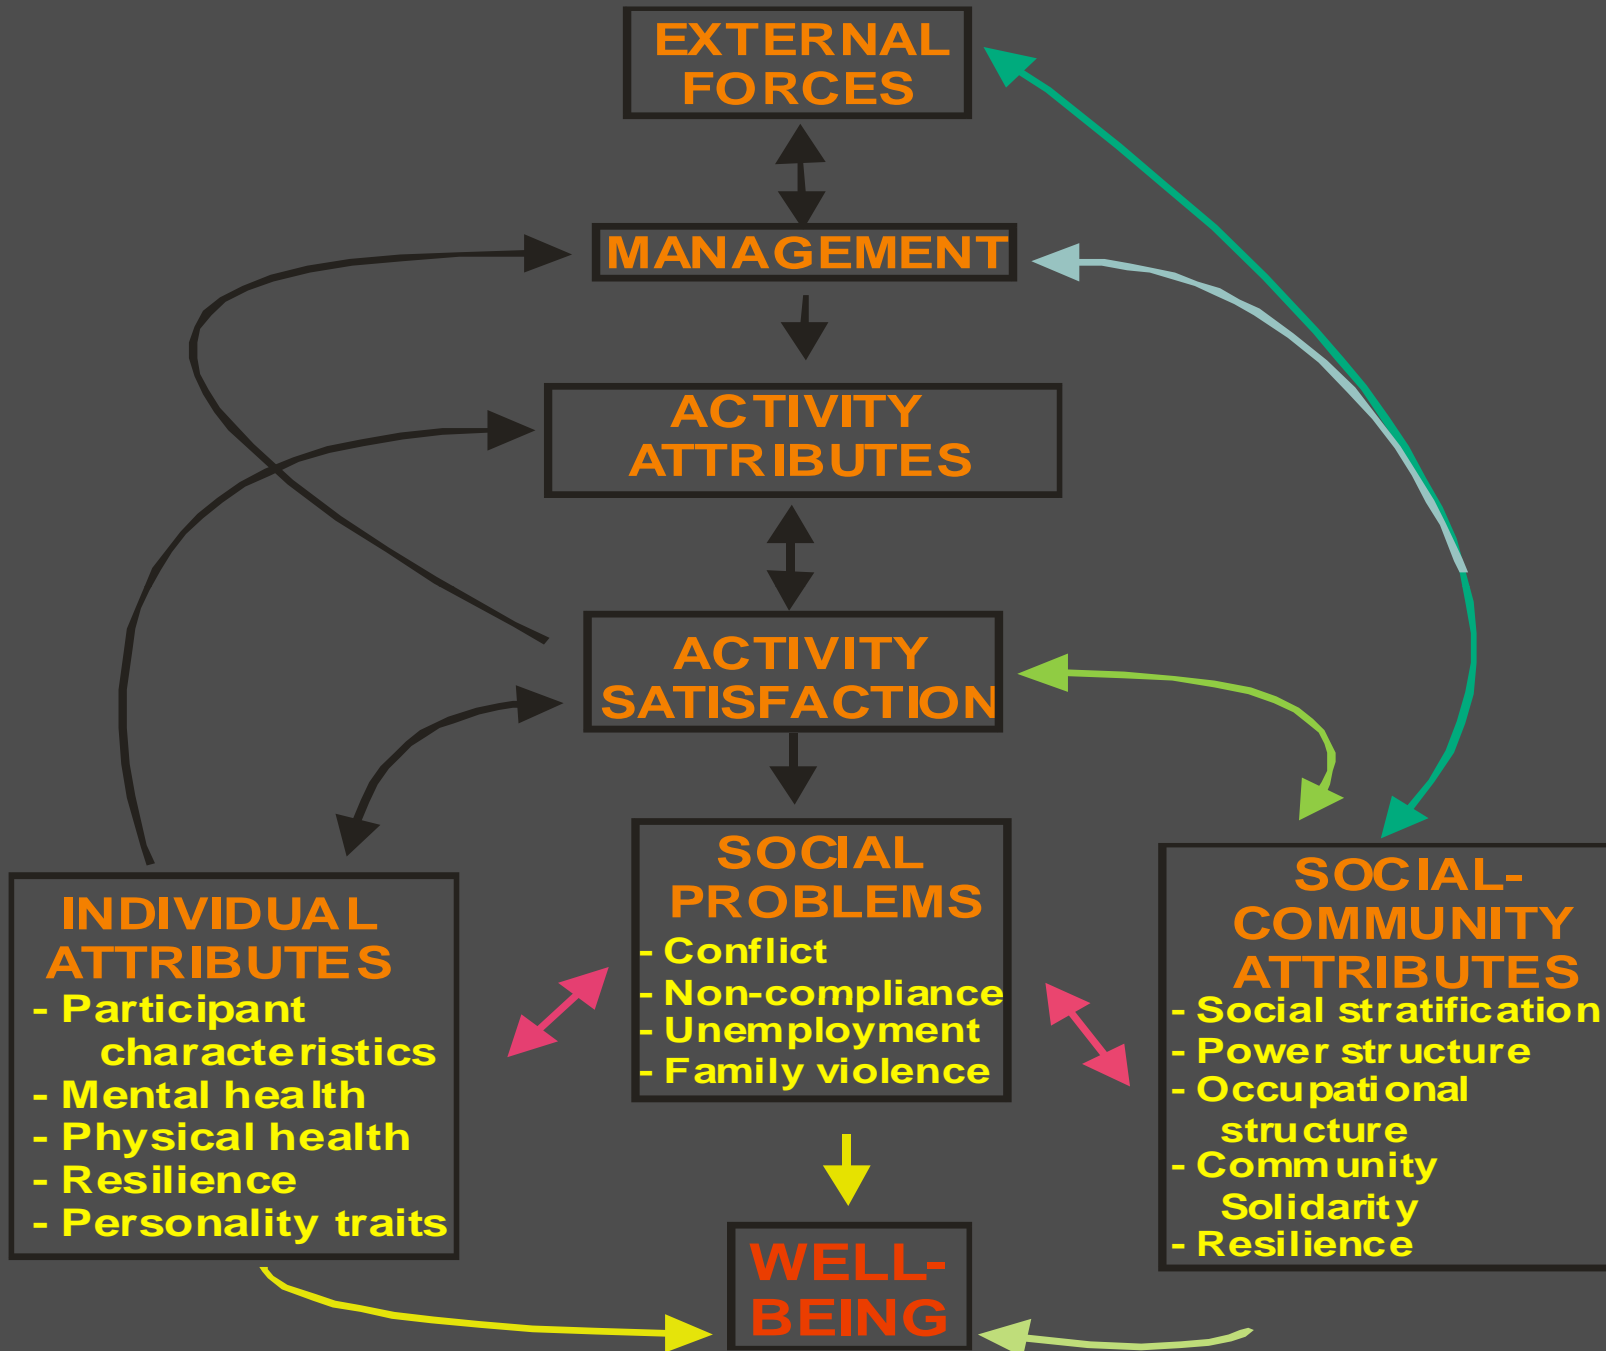 EXTERNAL
FORCES
MANAGEMENT
ACTIVITY
ATTRIBUTES
ACTIVITY
SATISFACTION
INDIVIDUAL
ATTRIBUTES
- Participant
characteristics
- Mental health
- Physical health
- Resilience
- Personality traits
SOCIAL
PROBLEMS
- Conflict
- Non-compliance
- Unemployment
- Family violence
SOCIAL-
COMMUNITY
ATTRIBUTES
- Social stratification
- Power structure
- Occupational
structure
- Community
Solidarity
- Resilience
WELL-
BEING